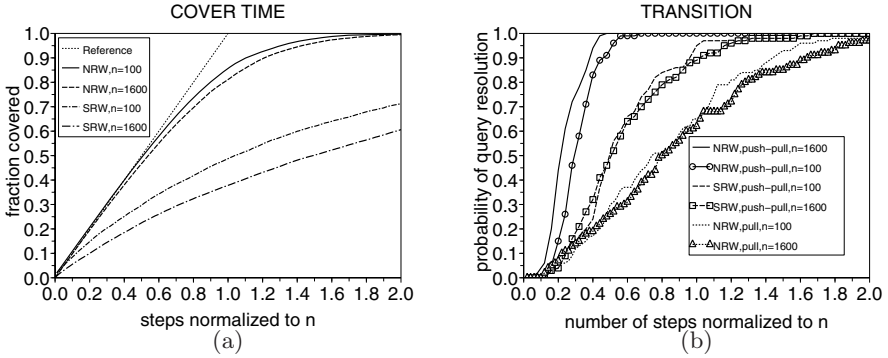 COVER TIME
fraction covered
1.0
0.9
0.8
0.7
0.6
0.5
0.4
0.3
0.2
0.1
0.0
Reference
NRW,n=100
NRW,n=1600
SRW,n=100
SRW,n=1600
0.0 0.2 0.4 0.6 0.8 1.0 1.2 1.4 1.6 1.8 2.0
steps normalized to n
(a)
TRANSITION
probability of query resolution
1.0
0.9
0.8
0.7
0.6
0.5
0.4
0.3
0.2
0.1
0.0
NRW,push-pull,n=1600
NRW,push-pull,n=100
SRW,push-pull,n=100
SRW,push-pull,n=1600
NRW,pull,n=100
NRW,pull,n=1600
0.0 0.2 0.4 0.6 0.8 1.0 1.2 1.4 1.6 1.8 2.0
number of steps normalized to n
(b)